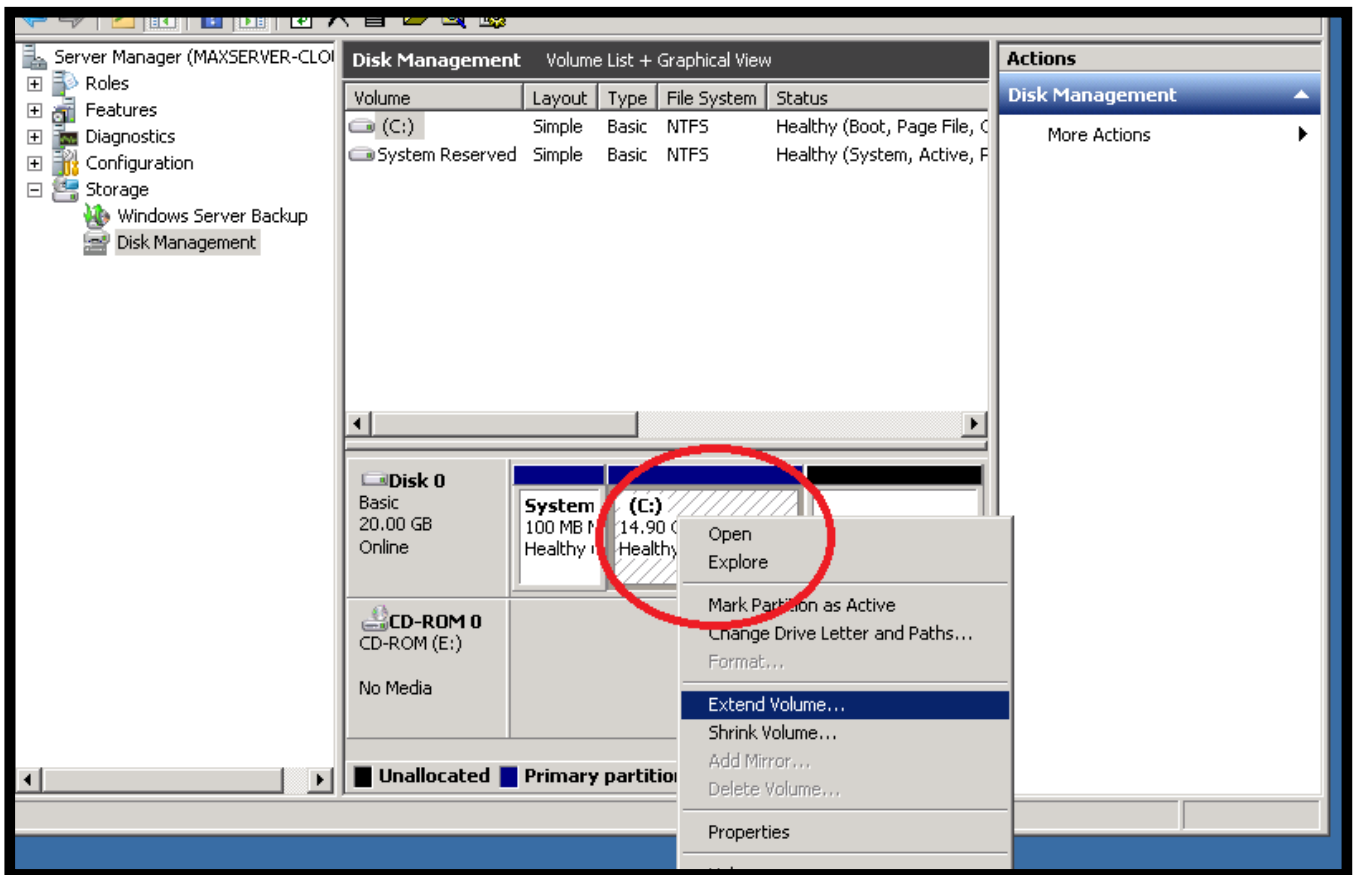 Server Manager (MAXSERVER-CLO
Roles
Features
Diagnostics
Configuration
Storage
Windows Server Backup
Disk Management
Disk Management Volume List + Graphical View
Volume Layout Type File System Status
(C:) Simple Basic NTFS Healthy (Boot, Page File, C
System Reserved Simple Basic NTFS Healthy (System, Active, P
Disk 0
Basic
20.00 GB
Online
System
100 MB N
Healthy
(C:)
14.90
Healthy
CD-ROM 0
CD-ROM (E:)
No Media
Unallocated Primary partition
Open
Explore
Mark Partition as Active
Change Drive Letter and Paths...
Format...
Extend Volume...
Shrink Volume...
Add Mirror...
Delete Volume...
Properties
Actions
Disk Management
More Actions